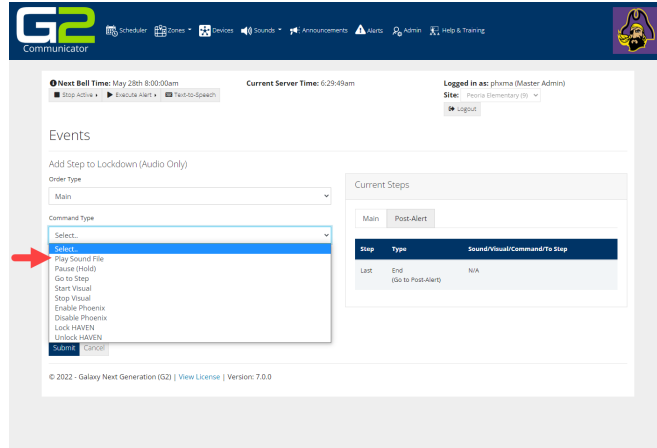 G2
Communicator
Scheduler Zones Devices Sounds Announcements Alerts Admin Help & Training
Next Bell Time: May 28th 8:00:00am
Current Server Time: 6:29:49am
Logged in as: phxma (Master Admin)
Stop Active Execute Alert Text-to-Speech
Site: Peoria Elementary (9)
Logout
Events
Add Step to Lockdown (Audio Only)
Order Type
Main
Command Type
Select..
Select..
Play Sound File
Pause (Hold)
Go to Step
Start Visual
Stop Visual
Enable Phoenix
Disable Phoenix
Lock HAVEN
Unlock HAVEN
Submit Cancel
Current Steps
Main Post-Alert
Step Type Sound/Visual/Command/To Step
Last End N/A
(Go to Post-Alert)
© 2022 - Galaxy Next Generation (G2) | View License | Version: 7.0.0